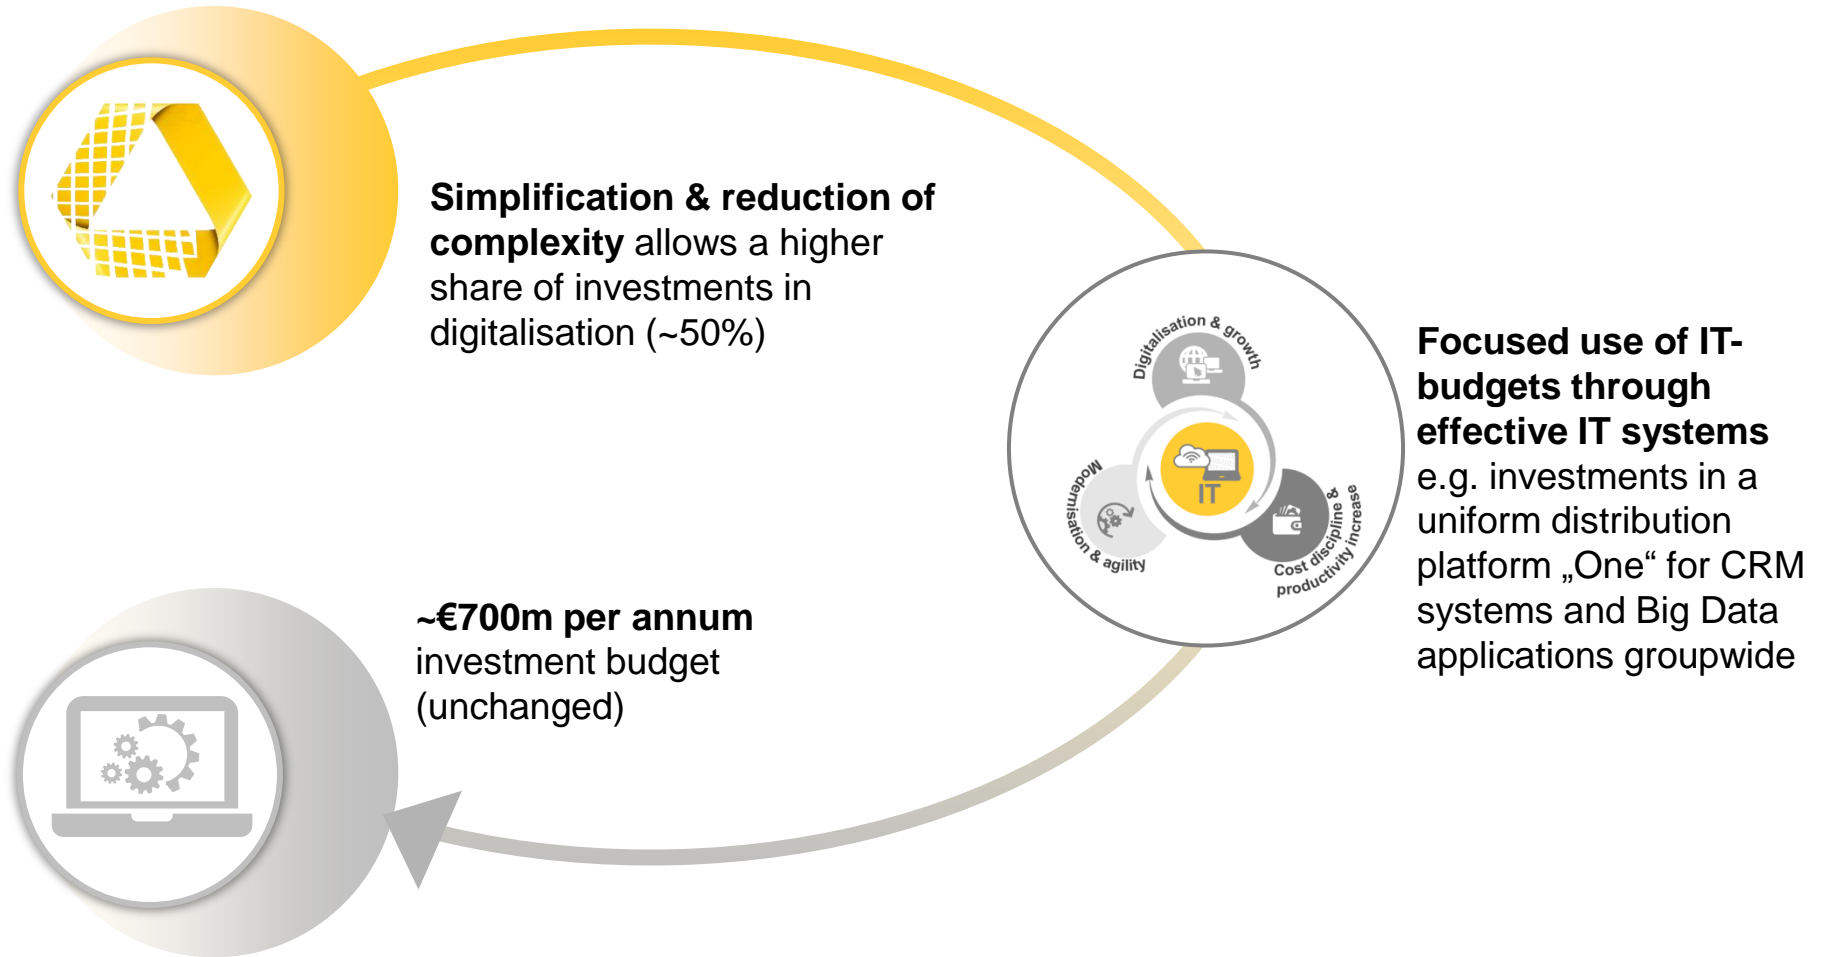 Simplification & reduction of
complexity allows a higher
share of investments in
digitalisation (~50%)
Digitalisation & growth
IT
Modernisation & agility
Cost discipline &
productivity increase
Focused use of IT-
budgets through
effective IT systems
e.g. investments in a
uniform distribution
platform „One“ for CRM
systems and Big Data
applications groupwide
~€700m per annum
investment budget
(unchanged)